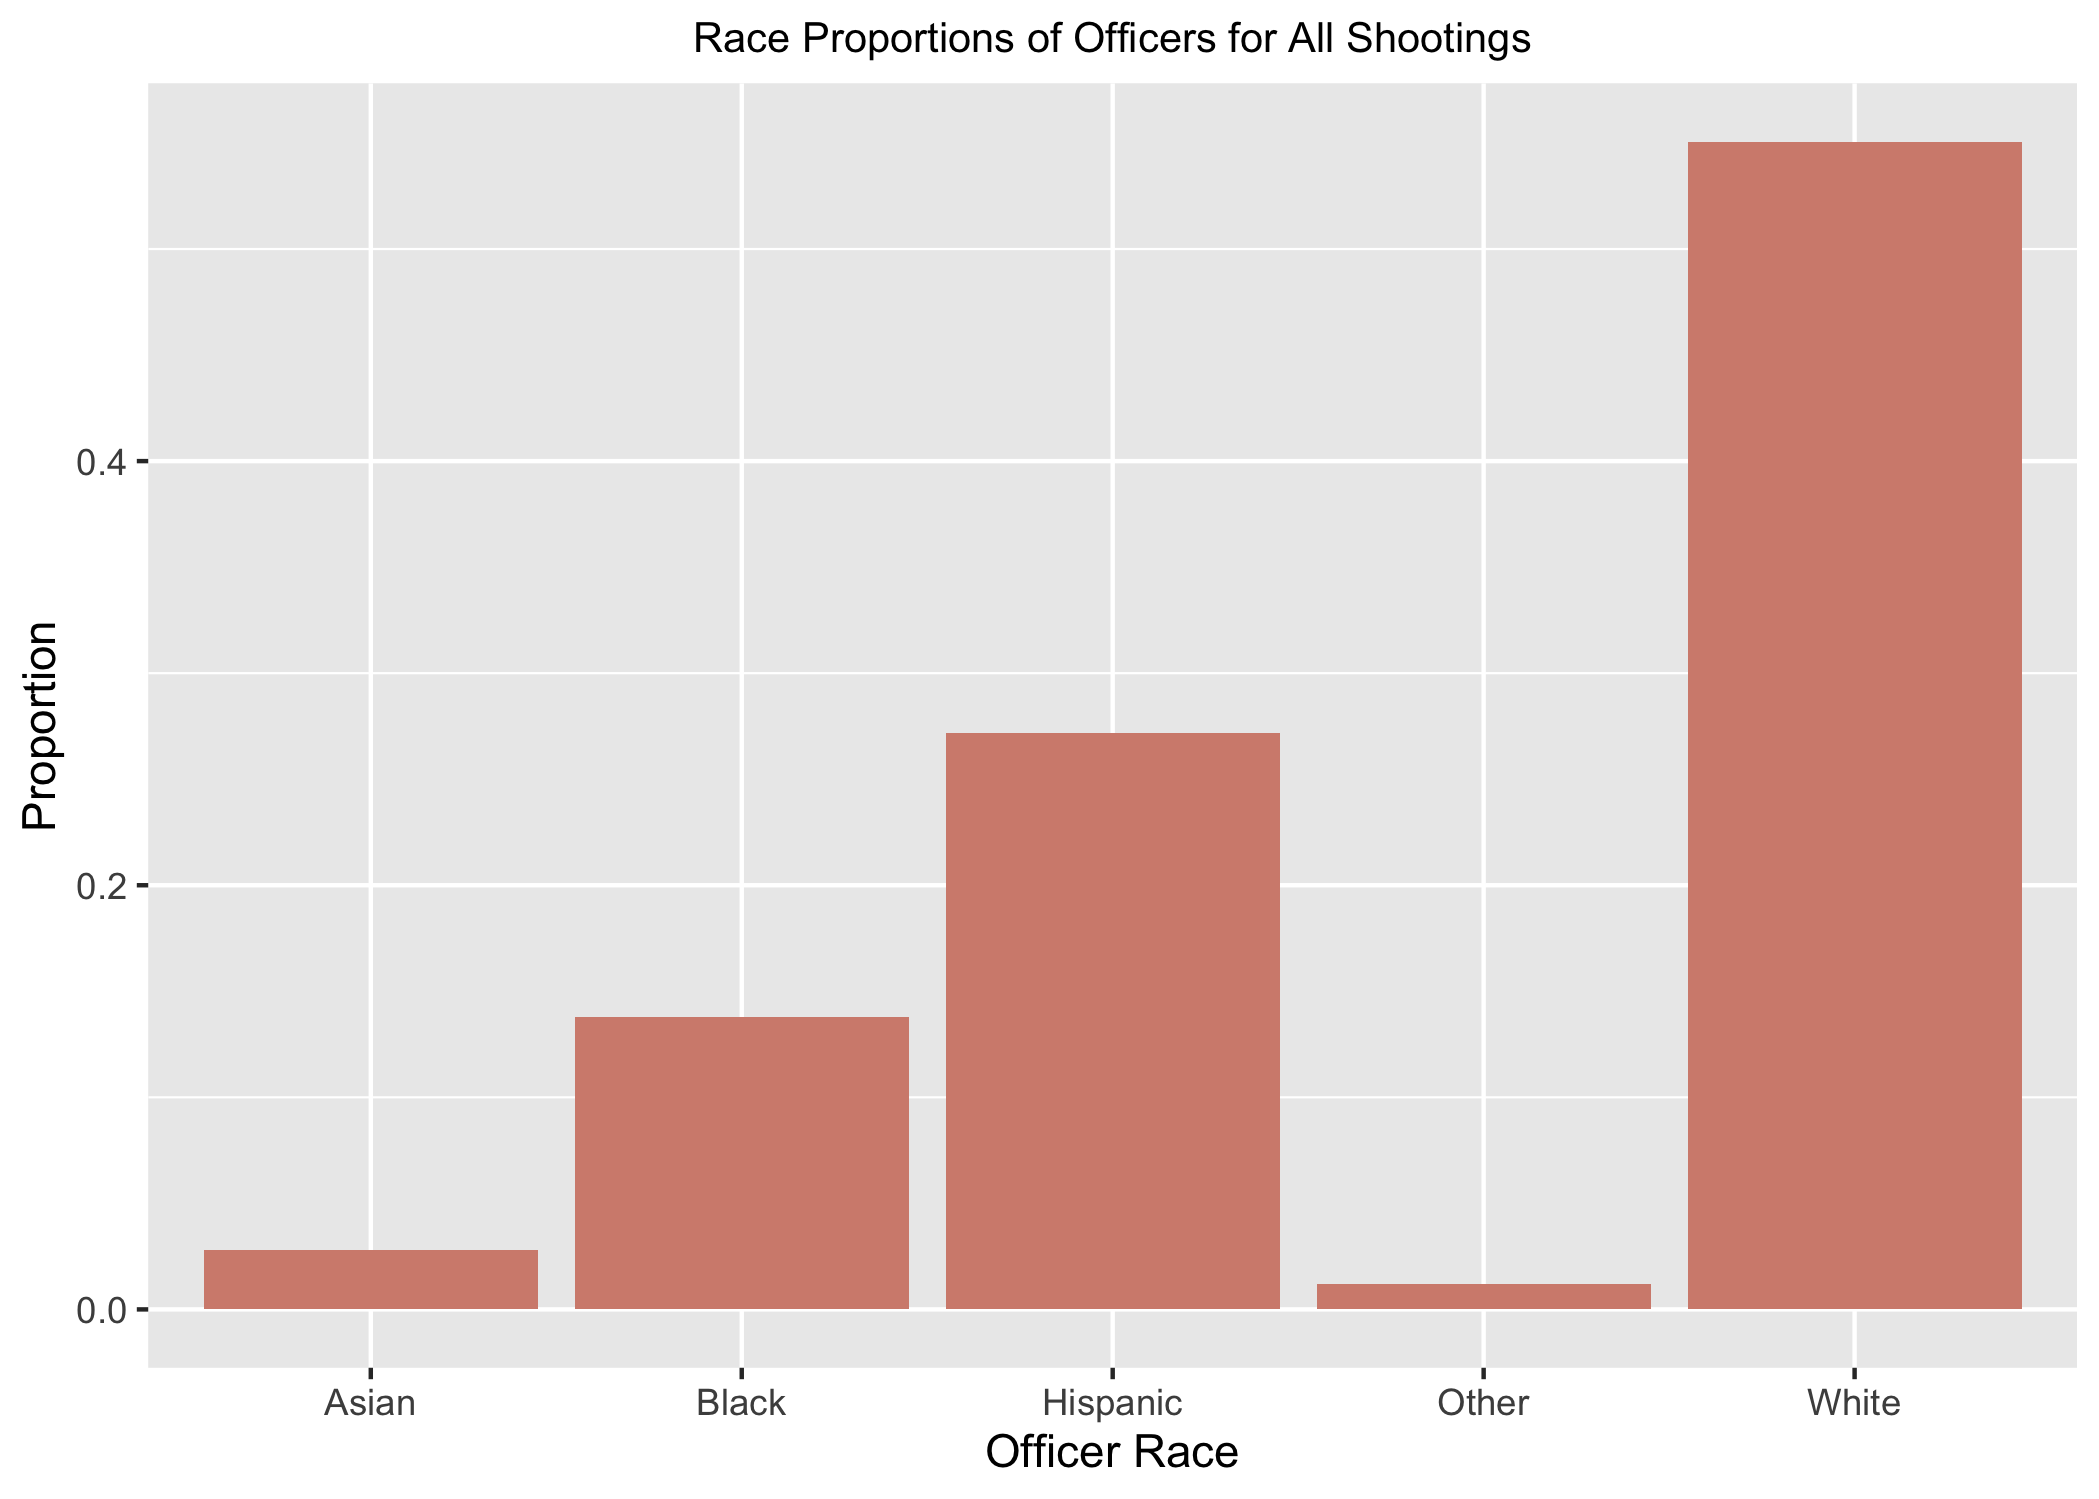 Race Proportions of Officers for All Shootings
Proportion
0.4
0.2
0.0
Asian Black Hispanic Other White
Officer Race